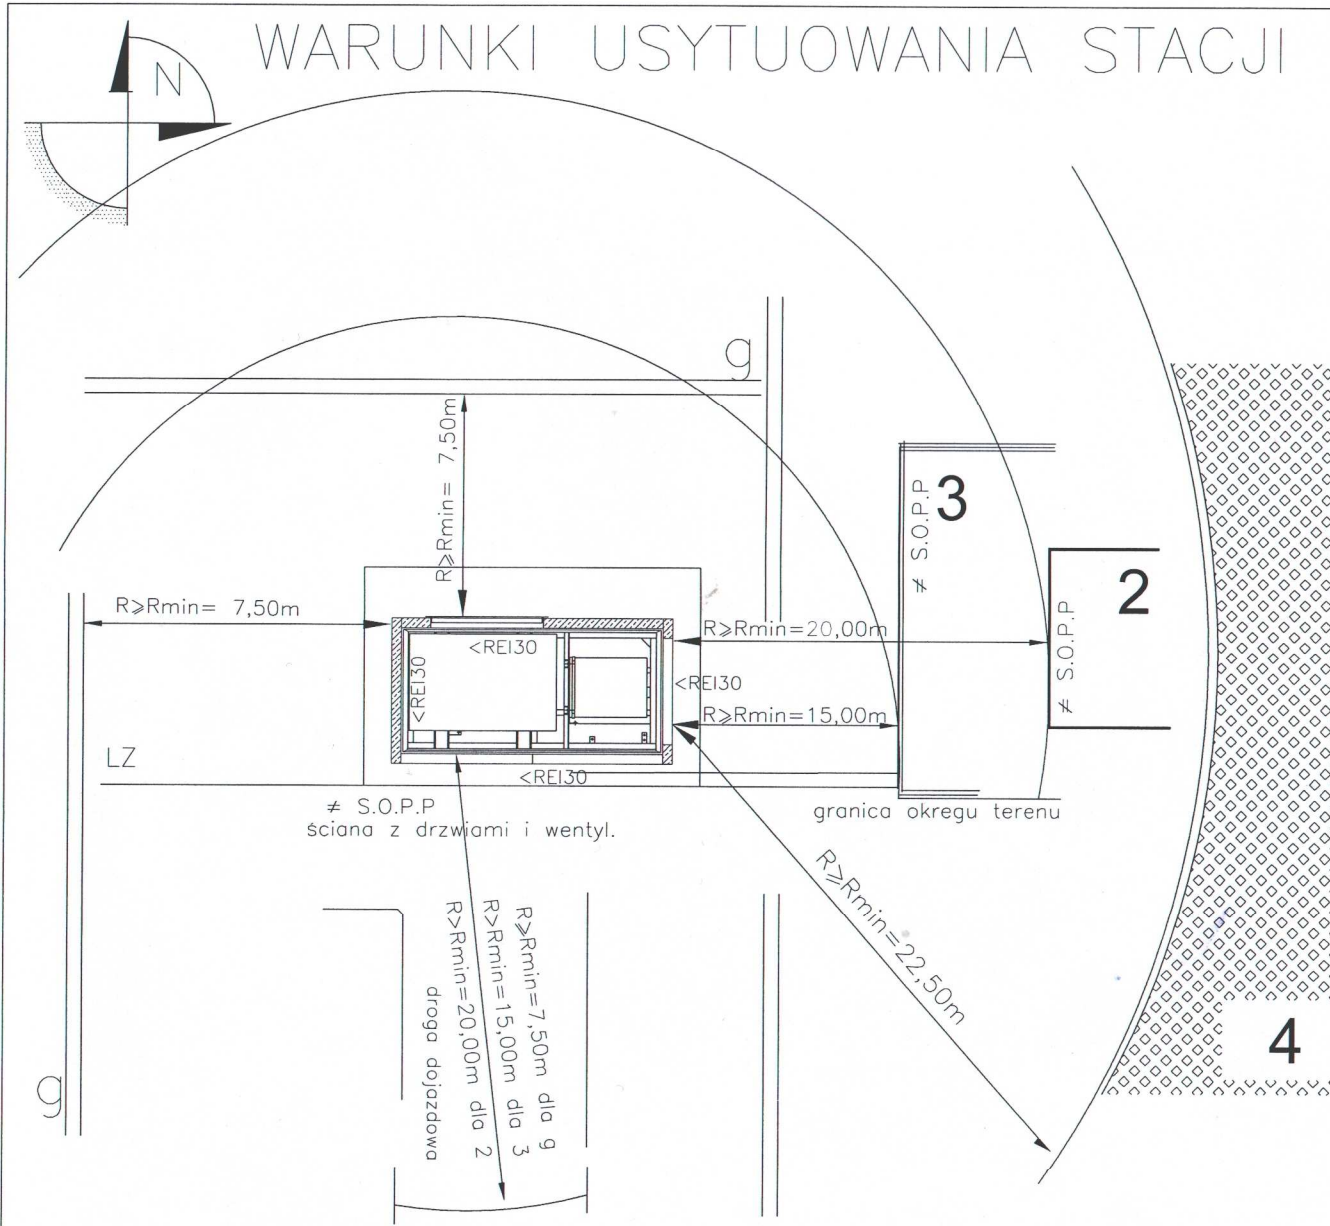 WARUNKI USYTUOWANIA STACJI
N
g
R⩾Rmin= 7,50m
3
≠ S.O.P.P
2
≠ S.O.P.P
R⩾Rmin= 7,50m
R⩾Rmin=20,00m
<REI30
<REI30
<REI30
R⩾Rmin=15,00m
LZ
<REI30
≠ S.O.P.P
ściana z drzwiami i wentyl.
granica okregu terenu
R⩾Rmin=22,50m
R⩾Rmin=7,50m dla g
R>Rmin=15,00m dla 3
R>Rmin=20,00m dla 2
droga dojazdowa
4
g